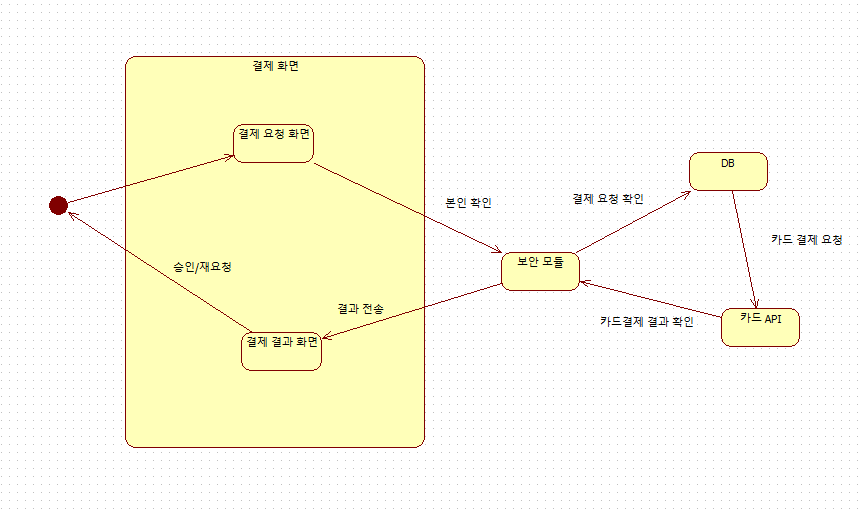 결제 화면
결제 요청 화면
본인 확인
결제 요청 확인
DB
카드 결제 요청
보안 모듈
승인/재요청
결과 전송
카드결제 결과 확인
카드 API
결제 결과 화면